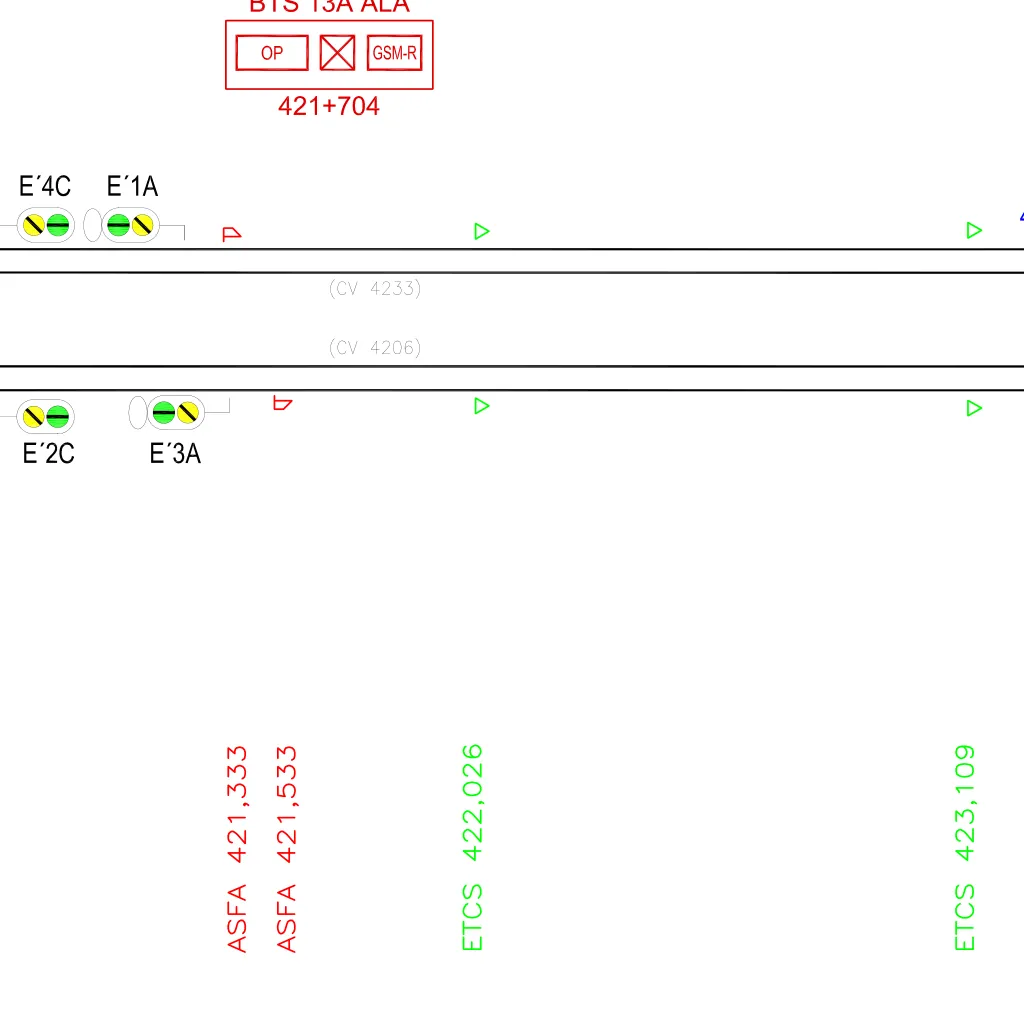 BTS 13A ALA
OP GSM-R
421+704
E´4C E´1A
(CV 4233)
(CV 4206)
E´2C E´3A
ASFA 421,333
ASFA 421,533
ETCS 422,026
ETCS 423,109